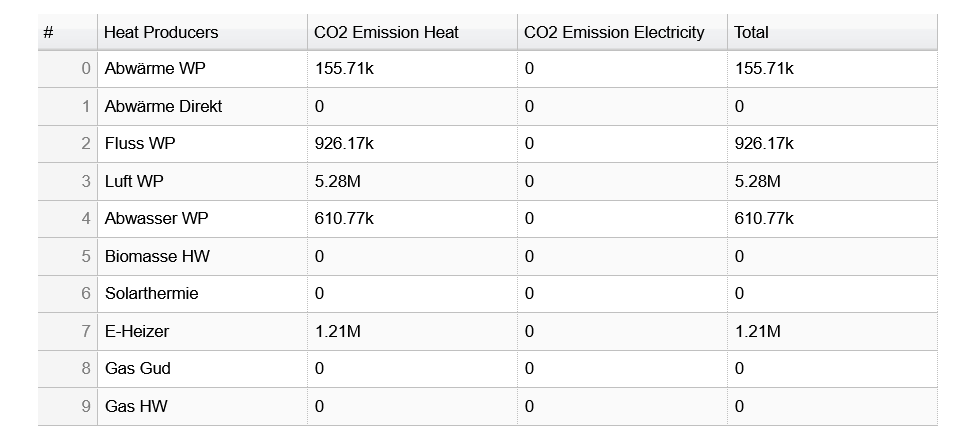 # Heat Producers CO2 Emission Heat CO2 Emission Electricity Total
0 Abwärme WP 155.71k 0 155.71k
1 Abwärme Direkt 0 0 0
2 Fluss WP 926.17k 0 926.17k
3 Luft WP 5.28M 0 5.28M
4 Abwasser WP 610.77k 0 610.77k
5 Biomasse HW 0 0 0
6 Solarthermie 0 0 0
7 E-Heizer 1.21M 0 1.21M
8 Gas Gud 0 0 0
9 Gas HW 0 0 0